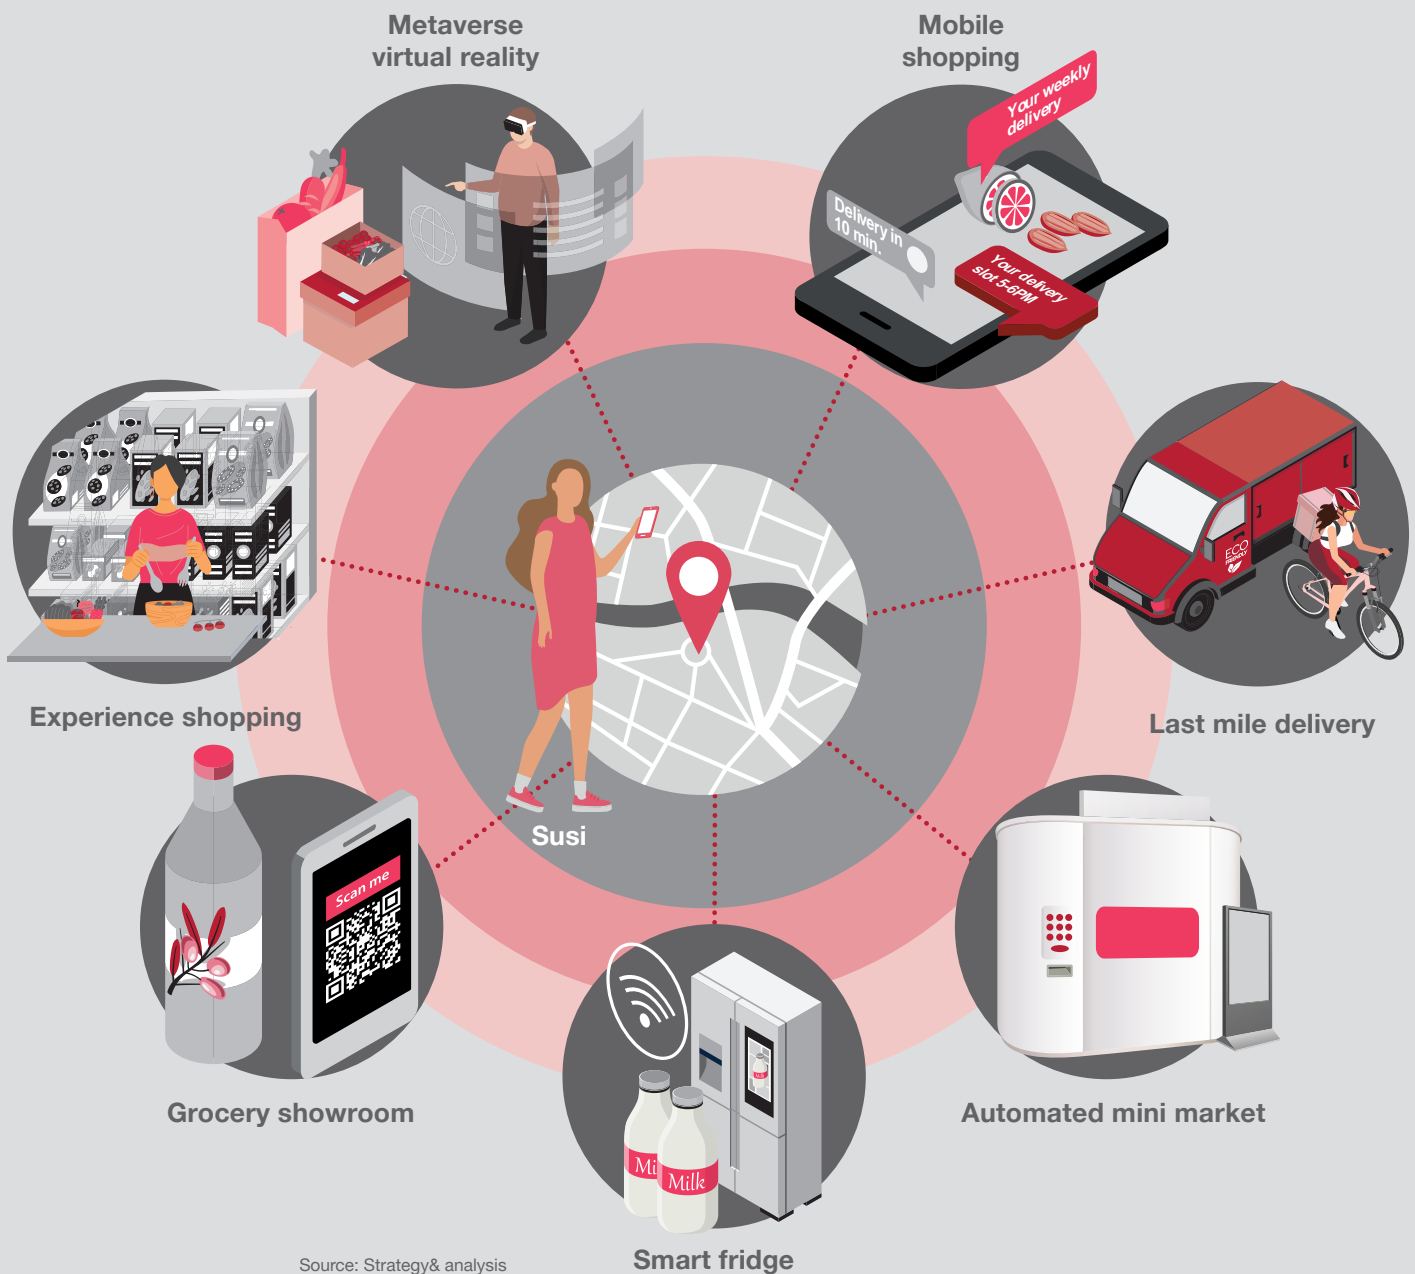 Metaverse
virtual reality
Mobile
shopping
Your weekly
delivery
Delivery in
10 min.
Your delivery
slot 5-6PM
ECO
FRIENDLY
Experience shopping
Last mile delivery
Susi
Scan me
Grocery showroom
Automated mini market
Milk
Mi
Milk
Smart fridge
Source: Strategy& analysis